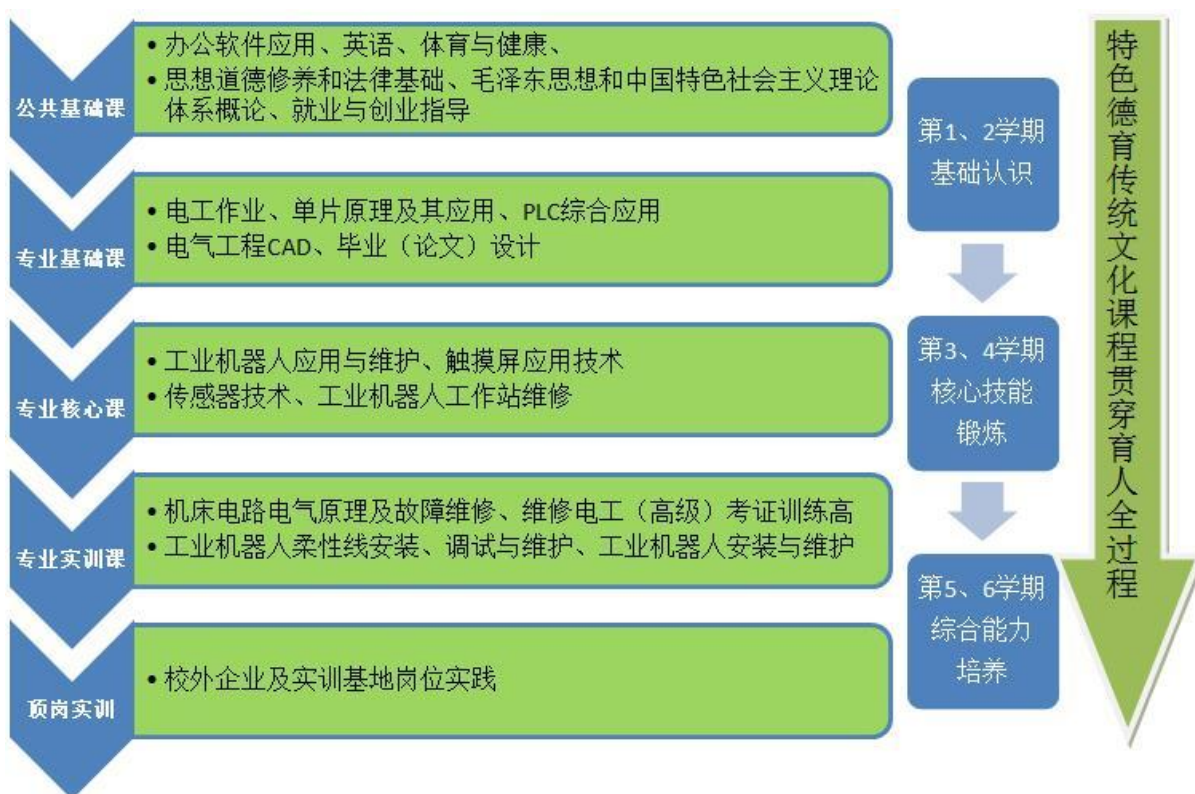 公共基础课
• 办公软件应用、英语、体育与健康、
• 思想道德修养和法律基础、毛泽东思想和中国特色社会主义理论
体系概论、就业与创业指导
专业基础课
• 电工作业、单片原理及其应用、PLC综合应用
• 电气工程CAD、毕业（论文）设计
专业核心课
• 工业机器人应用与维护、触摸屏应用技术
• 传感器技术、工业机器人工作站维修
专业实训课
• 机床电路电气原理及故障维修、维修电工（高级）考证训练高
• 工业机器人柔性线安装、调试与维护、工业机器人安装与维护
顶岗实训
• 校外企业及实训基地岗位实践
第1、2学期
基础认识
第3、4学期
核心技能
锻炼
第5、6学期
综合能力
培养
特色德育传统文化课程贯穿育人全过程